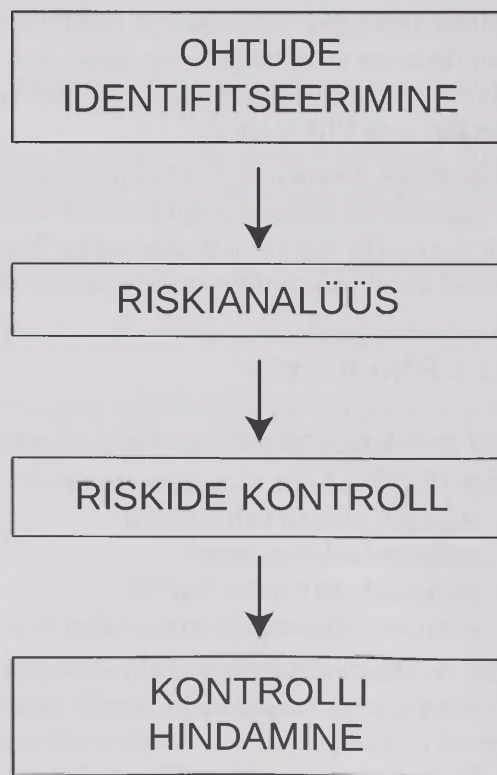 OHTUDE
IDENTIFITSEERIMINE
RISKIANALÜÜS
RISKIDE KONTROLL
KONTROLLI
HINDAMINE